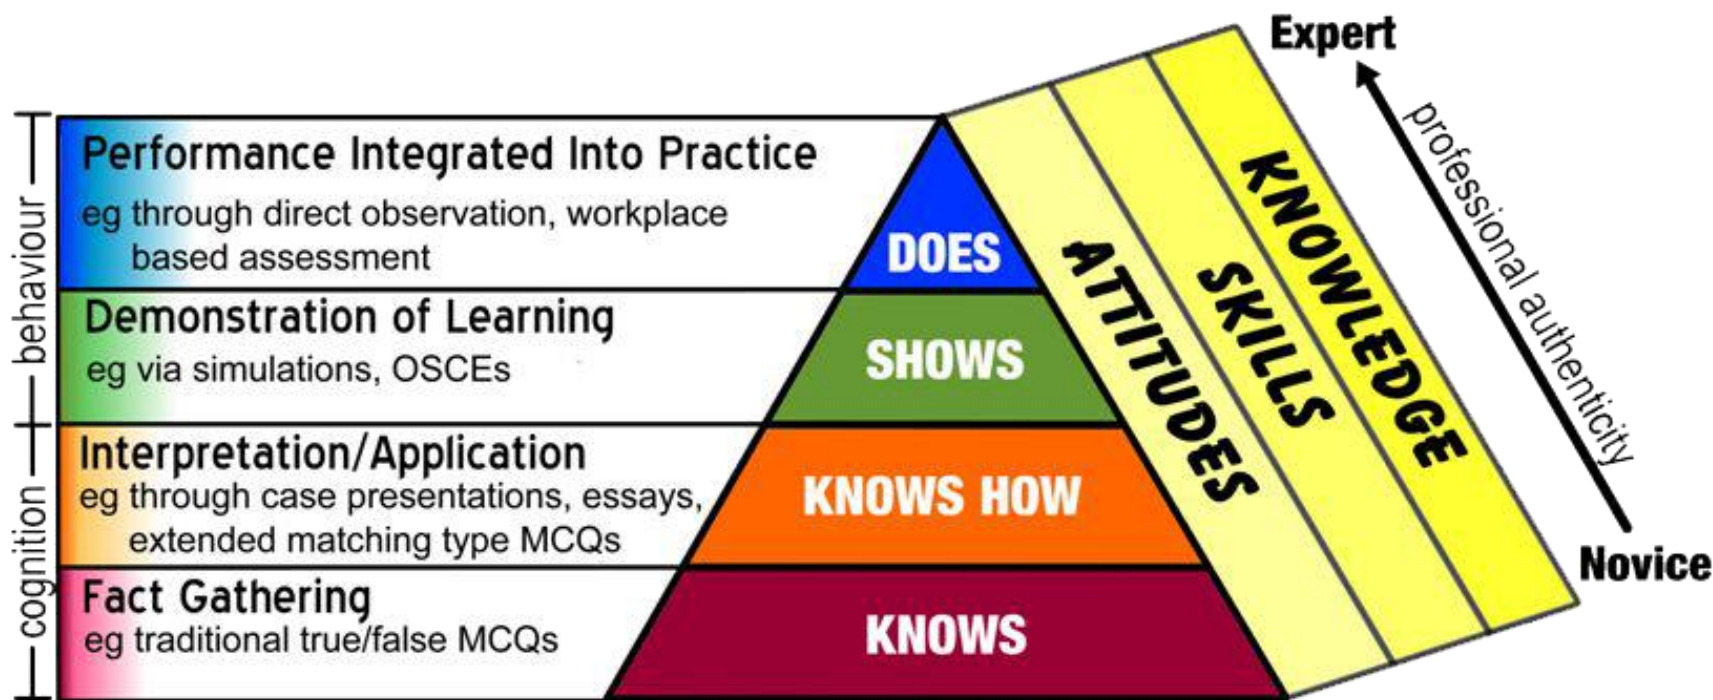 Expert
professional authenticity
Novice
behaviour
cognition
Performance Integrated Into Practice
eg through direct observation, workplace
based assessment
DOES
Demonstration of Learning
eg via simulations, OSCEs
SHOWS
Interpretation/Application
eg through case presentations, essays,
extended matching type MCQs
KNOWS HOW
Fact Gathering
eg traditional true/false MCQs
KNOWS
ATTITUDES
SKILLS
KNOWLEDGE